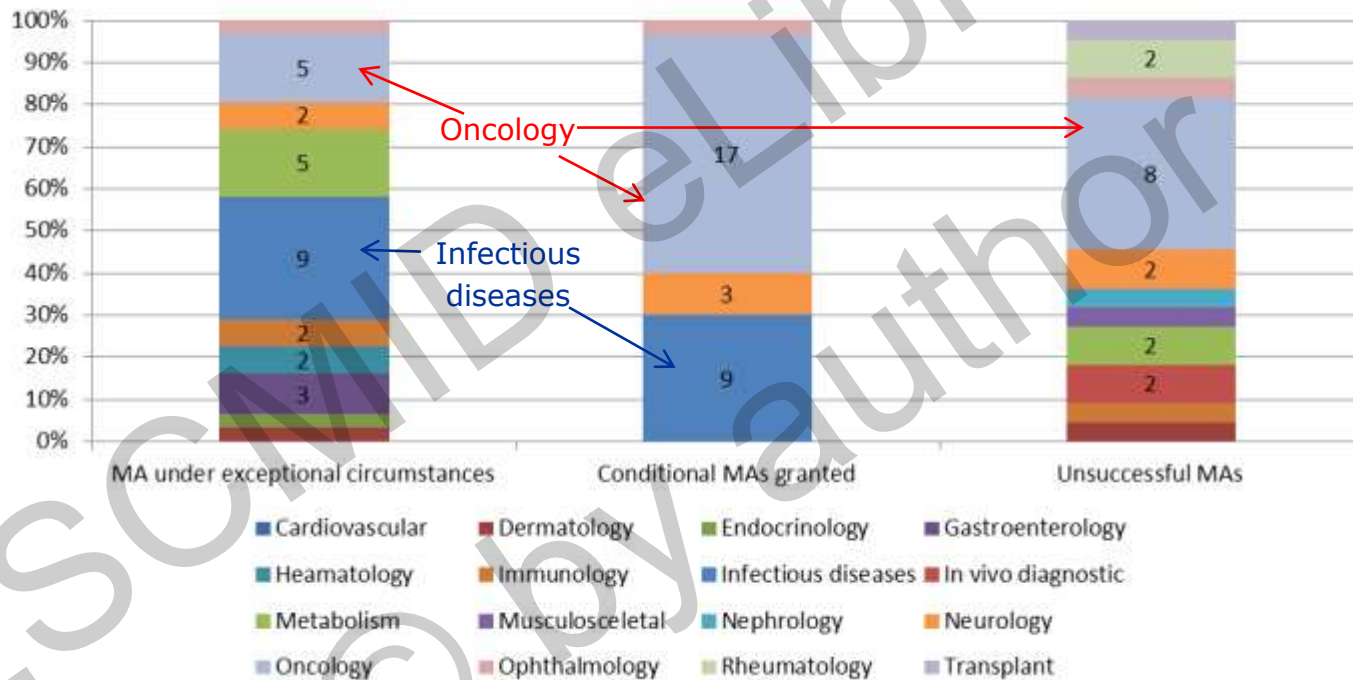 100%
90%
80%
70%
60%
50%
40%
30%
20%
10%
0%
5
2
5
9
2
2
3
17
3
9
2
8
2
2
2
Oncology
Infectious
diseases
MA under exceptional circumstances
Conditional MAs granted
Unsuccessful MAs
Cardiovascular Dermatology Endocrinology Gastroenterology
Heamatology Immunology Infectious diseases In vivo diagnostic
Metabolism Musculosceletal Nephrology Neurology
Oncology Ophthalmology Rheumatology Transplant
ESCMID eLibr
© by author